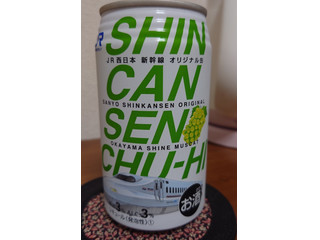 JR
SHIN
JR西日本 新幹線 オリジナル缶
CAN
SANYO SHINKANSEN ORIGINAL
SEN
OKAYAMA SHINE MUSCAT
CHU-HI
お酒
3%